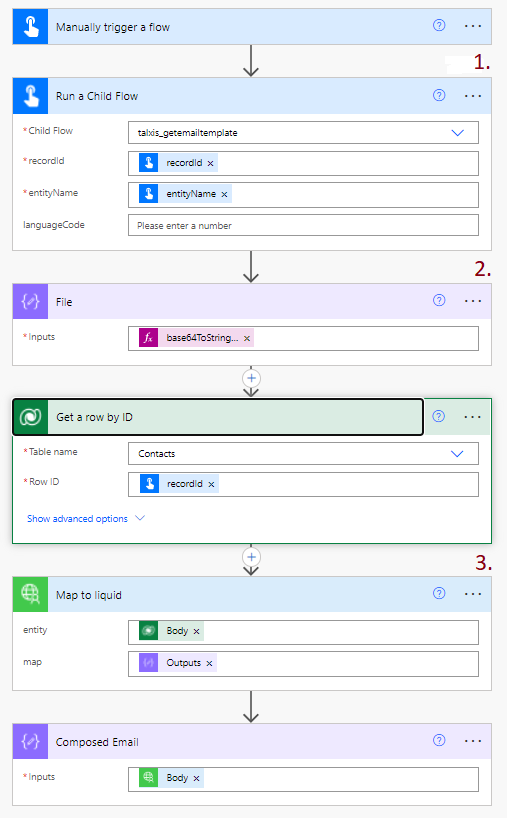 Manually trigger a flow
1.
Run a Child Flow
*Child Flow talxis_getemailtemplate
*recordId recordId ×
*entityName entityName ×
languageCode Please enter a number
2.
File
*Inputs fx base64ToString... ×
Get a row by ID
*Table name Contacts
*Row ID recordId ×
Show advanced options
3.
Map to liquid
entity Body ×
map Outputs ×
Composed Email
*Inputs Body ×